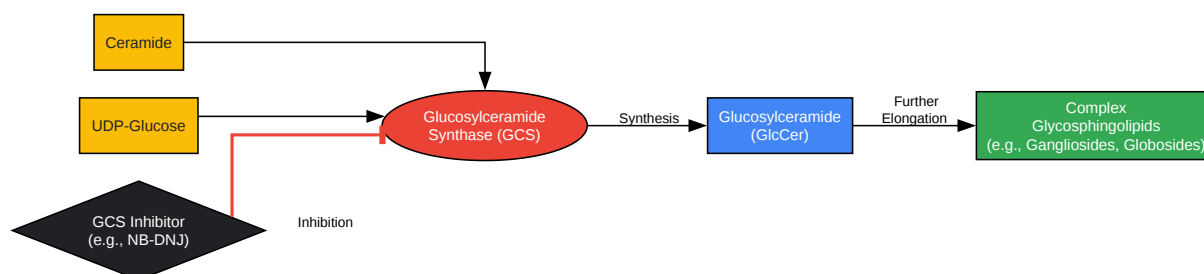 Ceramide
UDP-Glucose
GCS Inhibitor
(e.g., NB-DNJ)
Inhibition
Glucosylceramide
Synthase (GCS)
Synthesis
Glucosylceramide
(GlcCer)
Further
Elongation
Complex
Glycosphingolipids
(e.g., Gangliosides, Globosides)